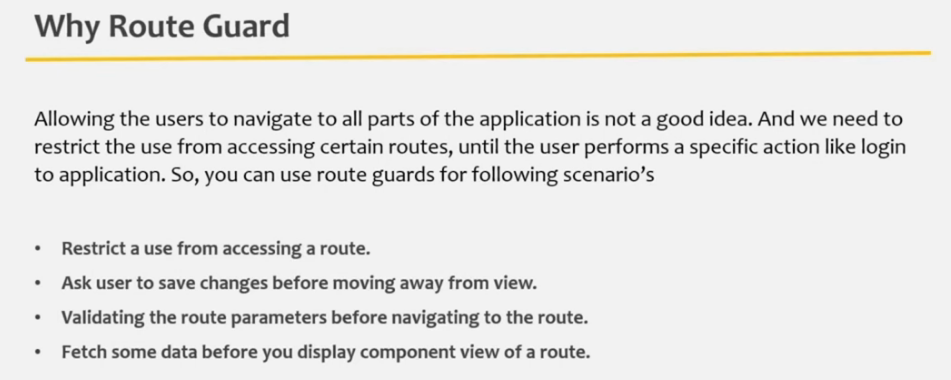 Why Route Guard
Allowing the users to navigate to all parts of the application is not a good idea. And we need to
restrict the use from accessing certain routes, until the user performs a specific action like login
to application. So, you can use route guards for following scenario's
• Restrict a use from accessing a route.
• Ask user to save changes before moving away from view.
• Validating the route parameters before navigating to the route.
• Fetch some data before you display component view of a route.